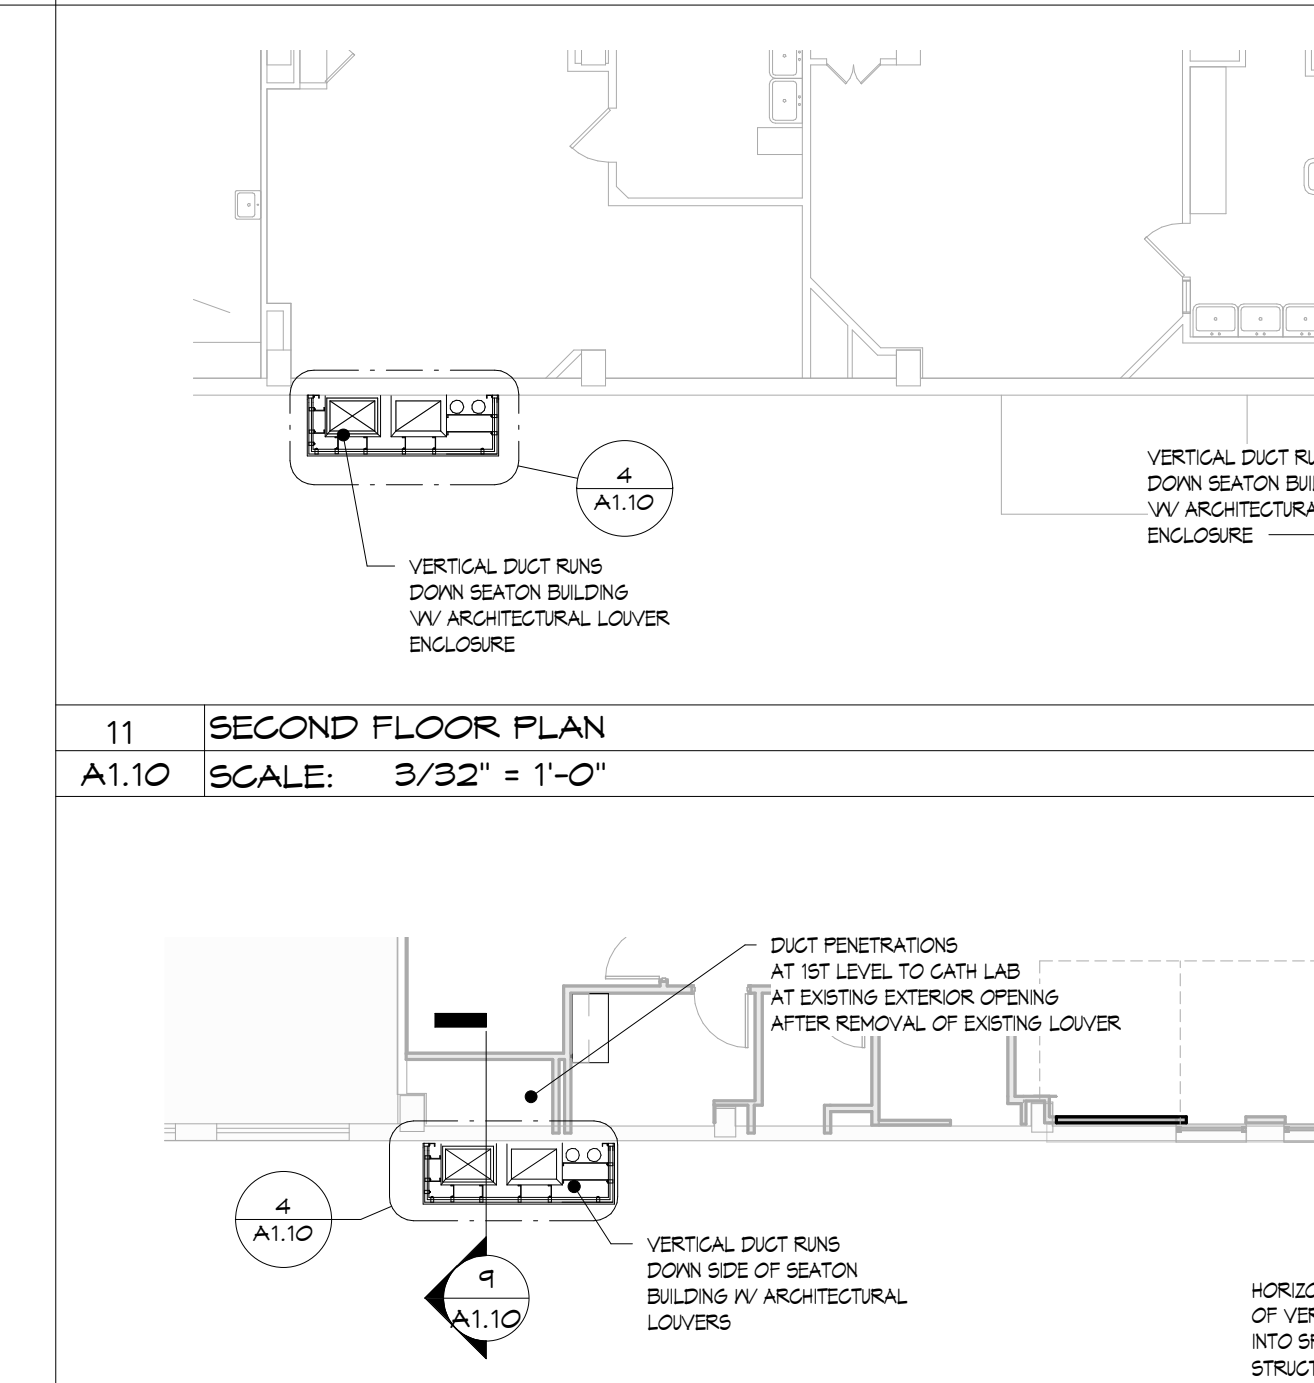 VERTICAL DUCT
DOWN SEATON
W/
ENCLOSURE
4
A1.10
VERTICAL DUCT RUNS
DOWN SEATON BUILDING
W/ ARCHITECTURAL LOUVER
ENCLOSURE
11
SECOND FLOOR PLAN
A1.10
SCALE: 3/32" = 1'-0"
DUCT PENETRATIONS
AT 1ST LEVEL TO CATH LAB
AT EXISTING EXTERIOR OPENING
AFTER REMOVAL OF EXISTING LOUVER
4
A1.10
9
A1.10
VERTICAL DUCT RUNS
DOWN SIDE OF SEATON
BUILDING W/ ARCHITECTURAL
LOUVERS
OF
INTO